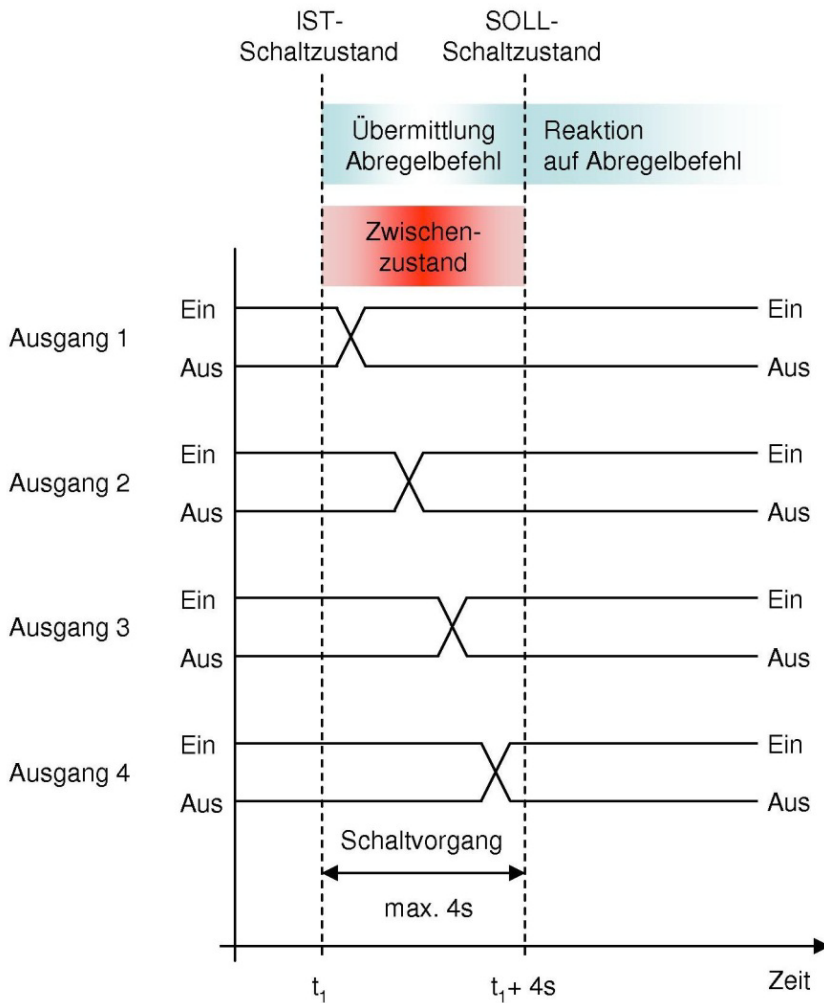 IST-
Schaltzustand
SOLL-
Schaltzustand
Übermittlung
Abregelbefehl
Reaktion
auf Abregelbefehl
Zwischen-
zustand
Ausgang 1
Ein
Aus
Ein
Aus
Ausgang 2
Ein
Aus
Ein
Aus
Ausgang 3
Ein
Aus
Ein
Aus
Ausgang 4
Ein
Aus
Ein
Aus
Schaltvorgang
max. 4s
t₁
t₁ + 4s
Zeit